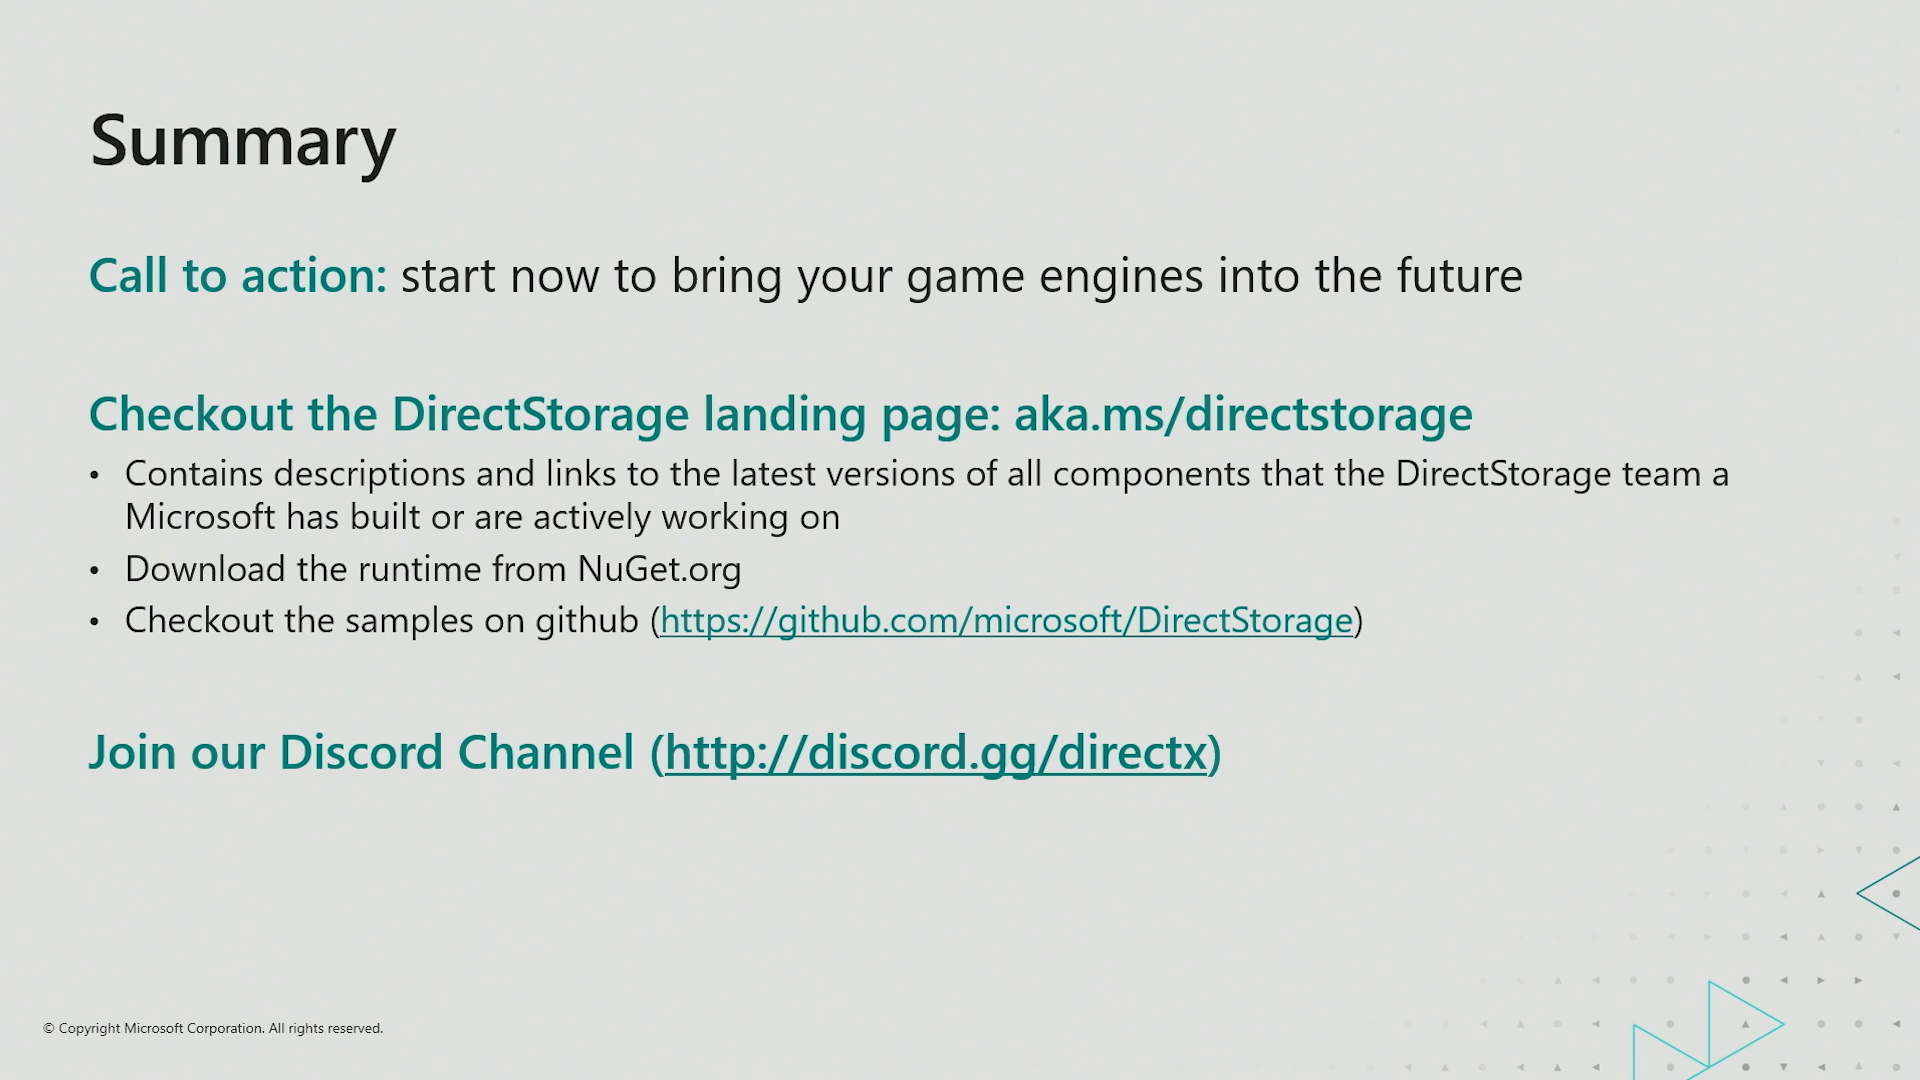 Summary
Call to action: start now to bring your game engines into the future
Checkout the DirectStorage landing page: aka.ms/directstorage
• Contains descriptions and links to the latest versions of all components that the DirectStorage team a
Microsoft has built or are actively working on
• Download the runtime from NuGet.org
• Checkout the samples on github (https://github.com/microsoft/DirectStorage)
Join our Discord Channel (http://discord.gg/directx)
© Copyright Microsoft Corporation. All rights reserved.